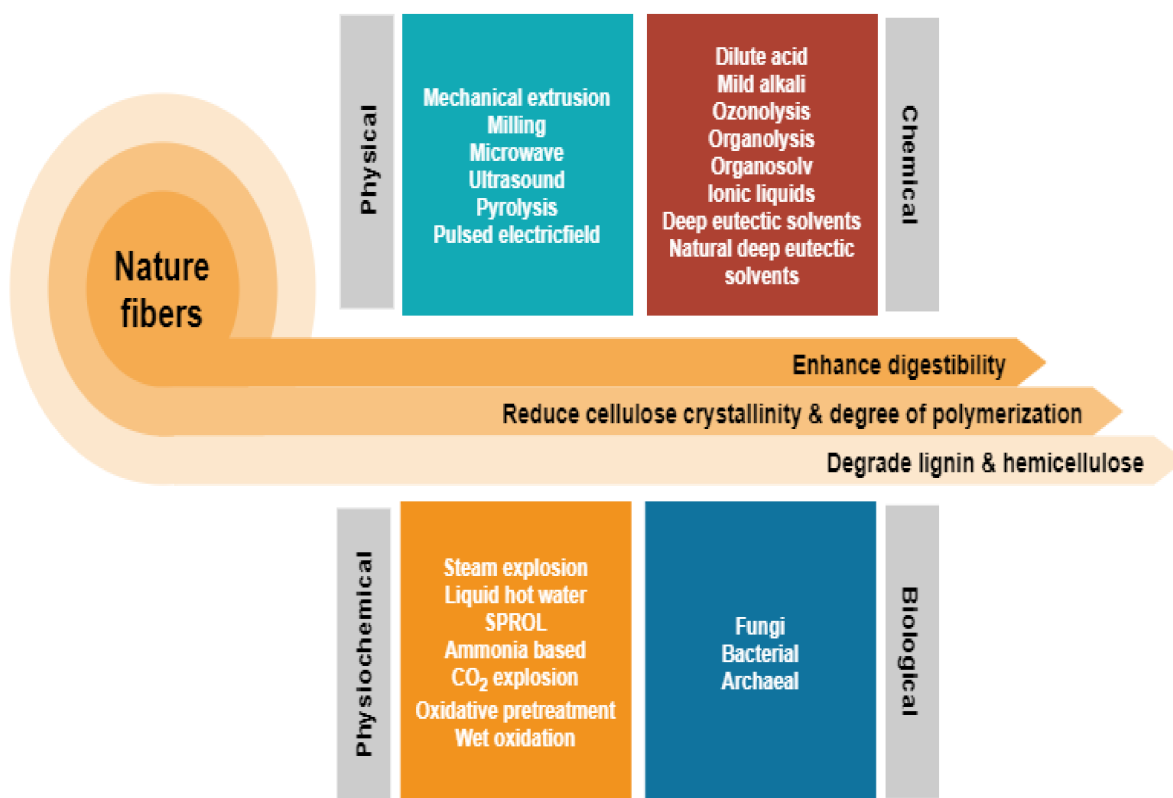 Physical
Mechanical extrusion
Milling
Microwave
Ultrasound
Pyrolysis
Pulsed electricfield
Dilute acid
Mild alkali
Ozonolysis
Organolysis
Organosolv
Ionic liquids
Deep eutectic solvents
Natural deep eutectic
solvents
Chemical
Nature
fibers
Enhance digestibility
Reduce cellulose crystallinity & degree of polymerization
Degrade lignin & hemicellulose
Physiochemical
Steam explosion
Liquid hot water
SPROL
Ammonia based
CO₂ explosion
Oxidative pretreatment
Wet oxidation
Fungi
Bacterial
Archaeal
Biological